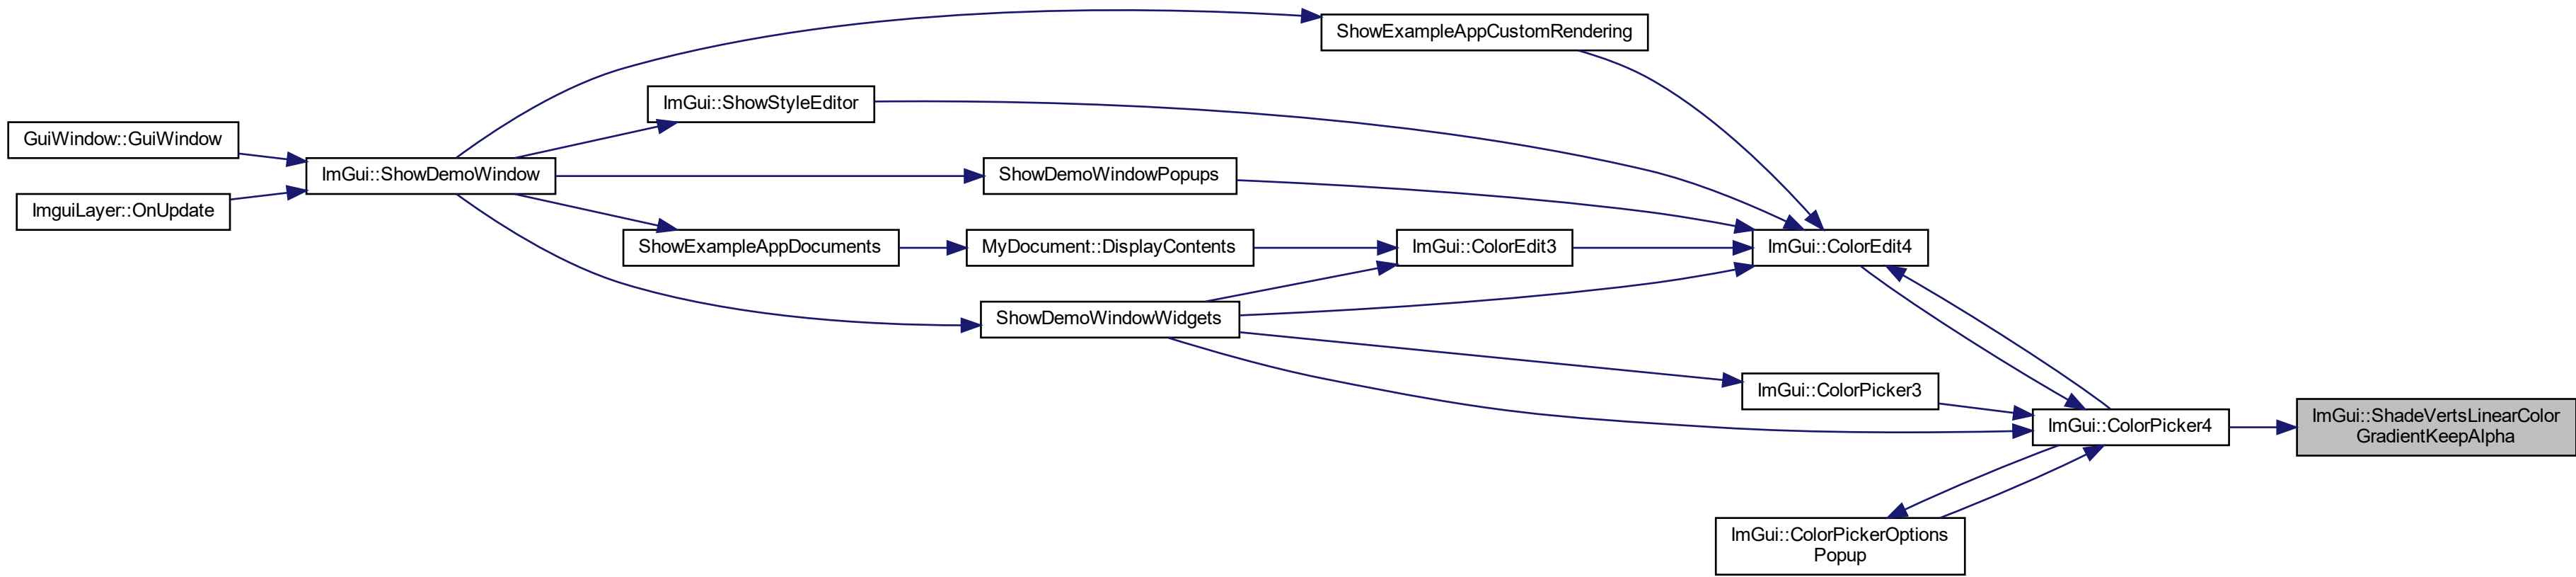 ShowExampleAppCustomRendering
ImGui::ShowStyleEditor
GuiWindow::GuiWindow
ImGui::ShowDemoWindow
ShowDemoWindowPopups
ImguiLayer::OnUpdate
ShowExampleAppDocuments
MyDocument::DisplayContents
ImGui::ColorEdit3
ImGui::ColorEdit4
ShowDemoWindowWidgets
ImGui::ColorPicker3
ImGui::ColorPicker4
ImGui::ShadeVertsLinearColor
GradientKeepAlpha
ImGui::ColorPickerOptions
Popup